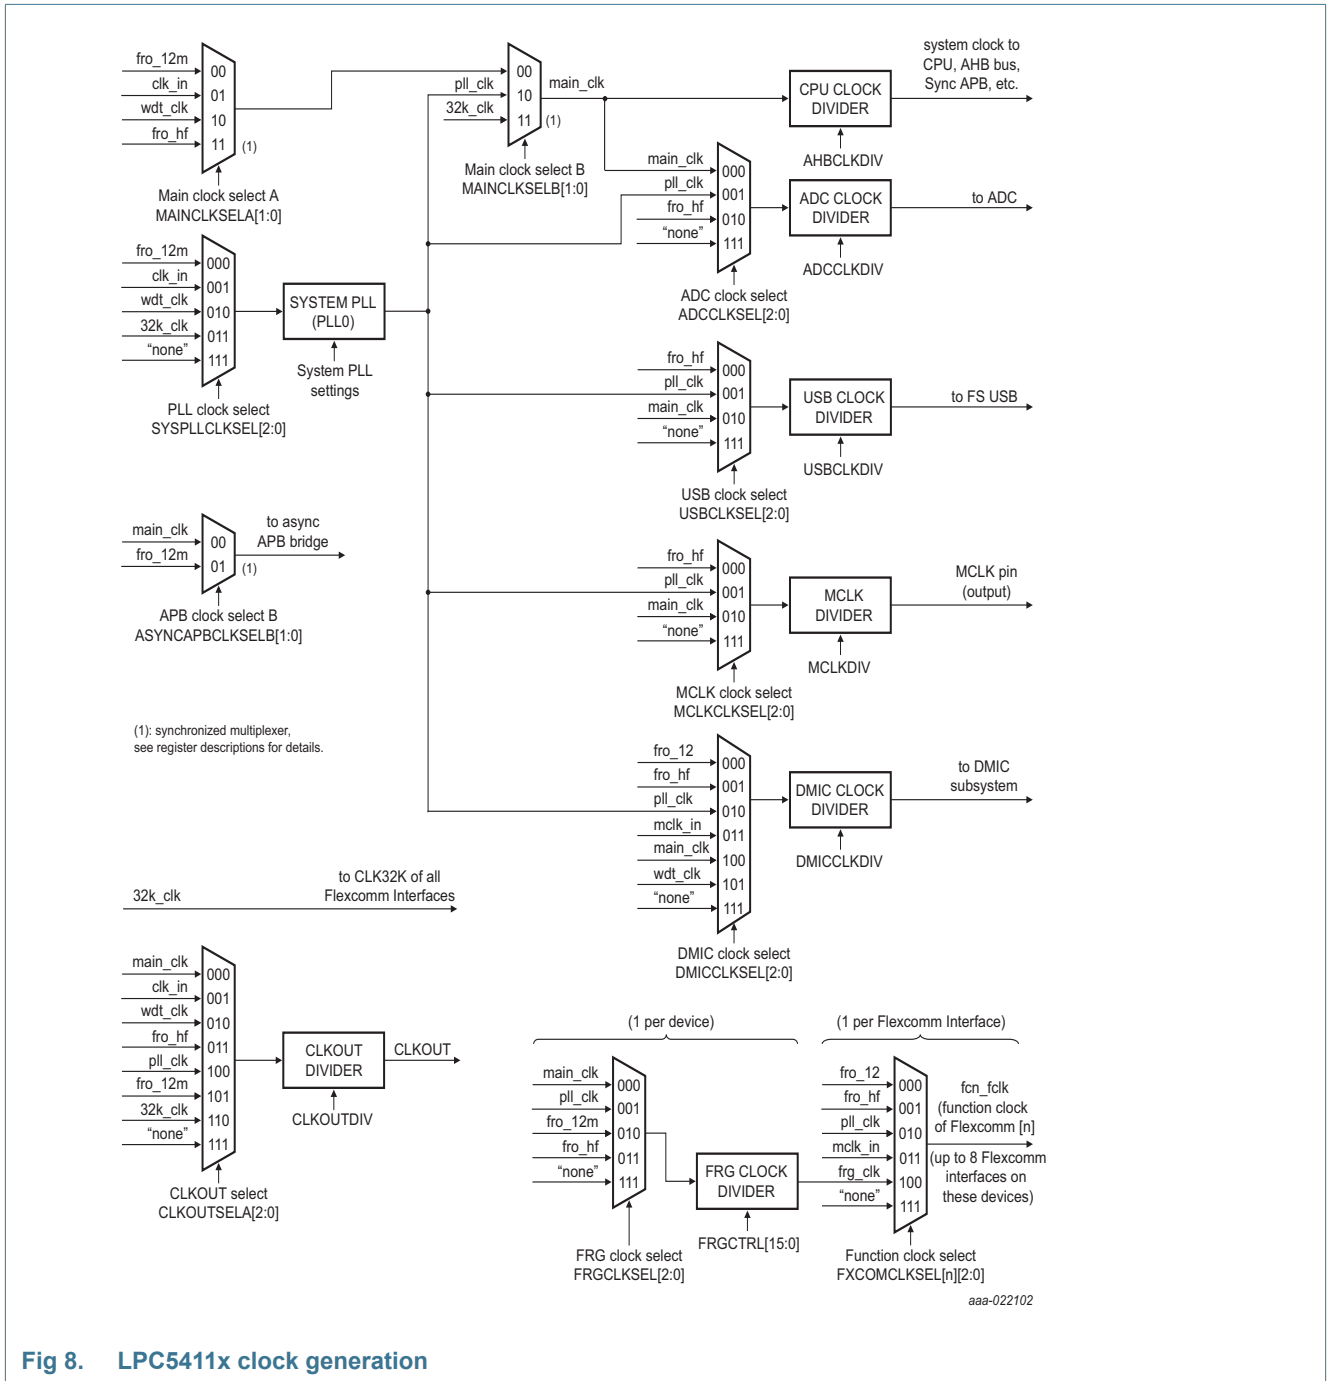 fro_12m
clk_in
wdt_clk
fro_hf
00
01
10
11
(1)
Main clock select A
MAINCLKSELA[1:0]
pll_clk
32k_clk
00
10
11
(1)
main_clk
Main clock select B
MAINCLKSELB[1:0]
CPU CLOCK
DIVIDER
AHBCLKDIV
system clock to
CPU, AHB bus,
Sync APB, etc.
main_clk
pll_clk
fro_hf
“none”
000
001
010
111
ADC clock select
ADCCLKSEL[2:0]
ADC CLOCK
DIVIDER
ADCCLKDIV
to ADC
fro_12m
clk_in
wdt_clk
32k_clk
“none”
000
001
010
011
111
PLL clock select
SYSPLLCLKSEL[2:0]
SYSTEM PLL
(PLL0)
System PLL
settings
fro_hf
pll_clk
main_clk
“none”
000
001
010
111
USB clock select
USBCLKSEL[2:0]
USB CLOCK
DIVIDER
USBCLKDIV
to FS USB
main_clk
fro_12m
00
01
(1)
to async
APB bridge
APB clock select B
ASYNCAPBCLKSELB[1:0]
fro_hf
pll_clk
main_clk
“none”
000
001
010
111
MCLK clock select
MCLKCLKSEL[2:0]
MCLK
DIVIDER
MCLKDIV
MCLK pin
(output)
(1): synchronized multiplexer,
see register descriptions for details.
fro_12
fro_hf
pll_clk
mclk_in
main_clk
wdt_clk
“none”
000
001
010
011
100
101
111
DMIC clock select
DMICCLKSEL[2:0]
DMIC CLOCK
DIVIDER
DMICCLKDIV
to DMIC
subsystem
32k_clk
to CLK32K of all
Flexcomm Interfaces
main_clk
clk_in
wdt_clk
fro_hf
pll_clk
fro_12m
32k_clk
“none”
000
001
010
011
100
101
110
111
CLKOUT select
CLKOUTSELA[2:0]
CLKOUT
DIVIDER
CLKOUTDIV
CLKOUT
(1 per device)
main_clk
pll_clk
fro_12m
fro_hf
“none”
000
001
010
011
111
FRG clock select
FRGCLKSEL[2:0]
FRG CLOCK
DIVIDER
FRGCTRL[15:0]
(1 per Flexcomm Interface)
fro_12
fro_hf
pll_clk
mclk_in
frg_clk
“none”
000
001
010
011
100
111
Function clock select
FXCOMCLKSEL[n][2:0]
fcn_fclk
(function clock
of Flexcomm [n]
(up to 8 Flexcomm
interfaces on
these devices)
aaa-022102
Fig 8. LPC5411x clock generation